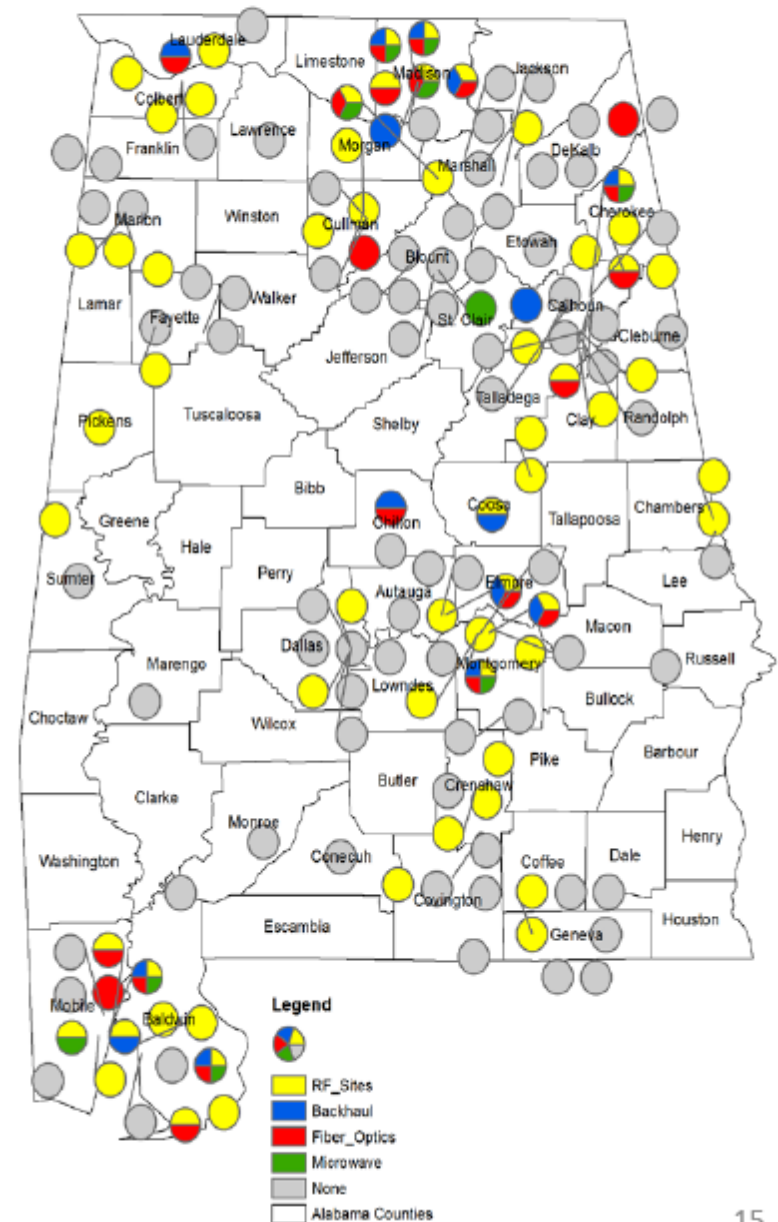 Lauderdale
Limestone
Madison
Jackson
Colbert
Lawrence
Franklin
Morgan
Marshall
DeKalb
Marion
Winston
Cullman
Cherokee
Etowah
Blount
Lamar
Fayette
Walker
St. Clair
Calhoun
Cleburne
Jefferson
Talladega
Pickens
Tuscaloosa
Shelby
Clay
Randolph
Bibb
Greene
Hale
Chilton
Coosa
Tallapoosa
Chambers
Sumter
Perry
Autauga
Elmore
Lee
Macon
Dallas
Marengo
Lowndes
Montgomery
Russell
Bullock
Choctaw
Wilcox
Pike
Barbour
Butler
Crenshaw
Clarke
Monroe
Conecuh
Henry
Washington
Coffee
Dale
Covington
Escambia
Geneva
Houston
Mobile
Baldwin
Legend
RF_Sites
Backhaul
Fiber_Optics
Microwave
None
Alabama Counties
15